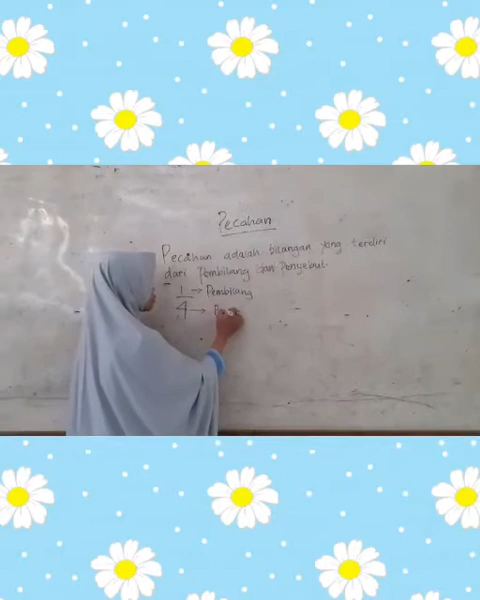 Pecahan
Pecahan adalah bilangan yang terdiri
dari Pembilang dan Penyebut.
1 → Pembilang
4 →